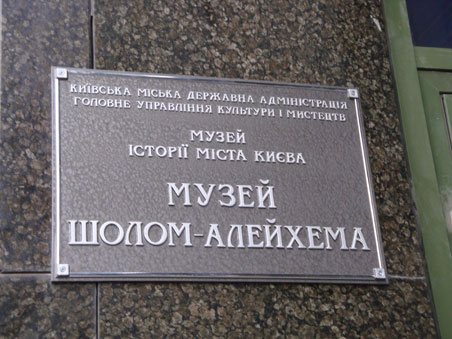 КИЇВСЬКА МІСЬКА ДЕРЖАВНА АДМІНІСТРАЦІЯ
ГОЛОВНЕ УПРАВЛІННЯ КУЛЬТУРИ І МИСТЕЦТВ
МУЗЕЙ
ІСТОРІЇ МІСТА КИЄВА
МУЗЕЙ
ШОЛОМ-АЛЕЙХЕМА